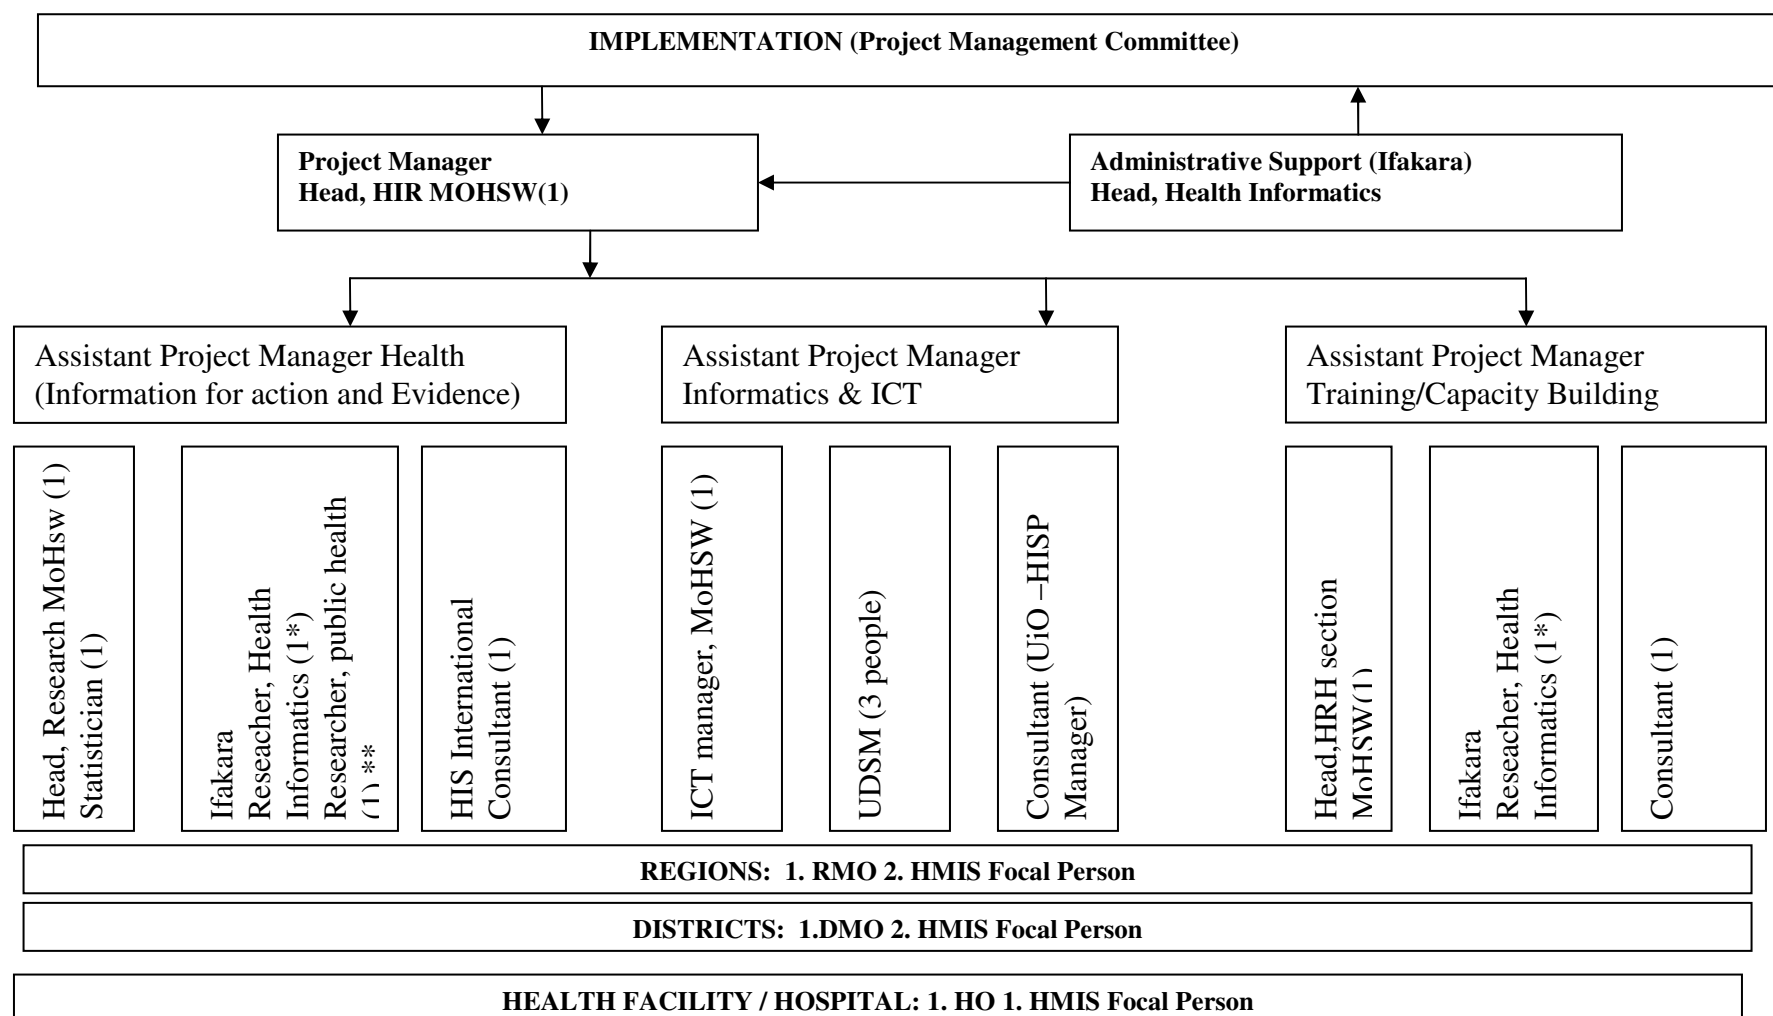 IMPLEMENTATION (Project Management Committee)
Project Manager
Head, HIR MOHSW(1)
Administrative Support (Ifakara)
Head, Health Informatics
Assistant Project Manager Health
(Information for action and Evidence)
Assistant Project Manager
Informatics & ICT
Assistant Project Manager
Training/Capacity Building
Head, Research MoHsw (1)
Statistician (1)
Ifakara
Reseacher, Health
Informatics (1*)
Researcher, public health
(1) **
HIS International
Consultant (1)
ICT manager, MoHSW (1)
UDSM (3 people)
Consultant (UiO –HISP
Manager)
Head,HRH section
MoHSW(1)
Ifakara
Reseacher, Health
Informatics (1*)
Consultant (1)
REGIONS: 1. RMO 2. HMIS Focal Person
DISTRICTS: 1.DMO 2. HMIS Focal Person
HEALTH FACILITY / HOSPITAL: 1. HO 1. HMIS Focal Person